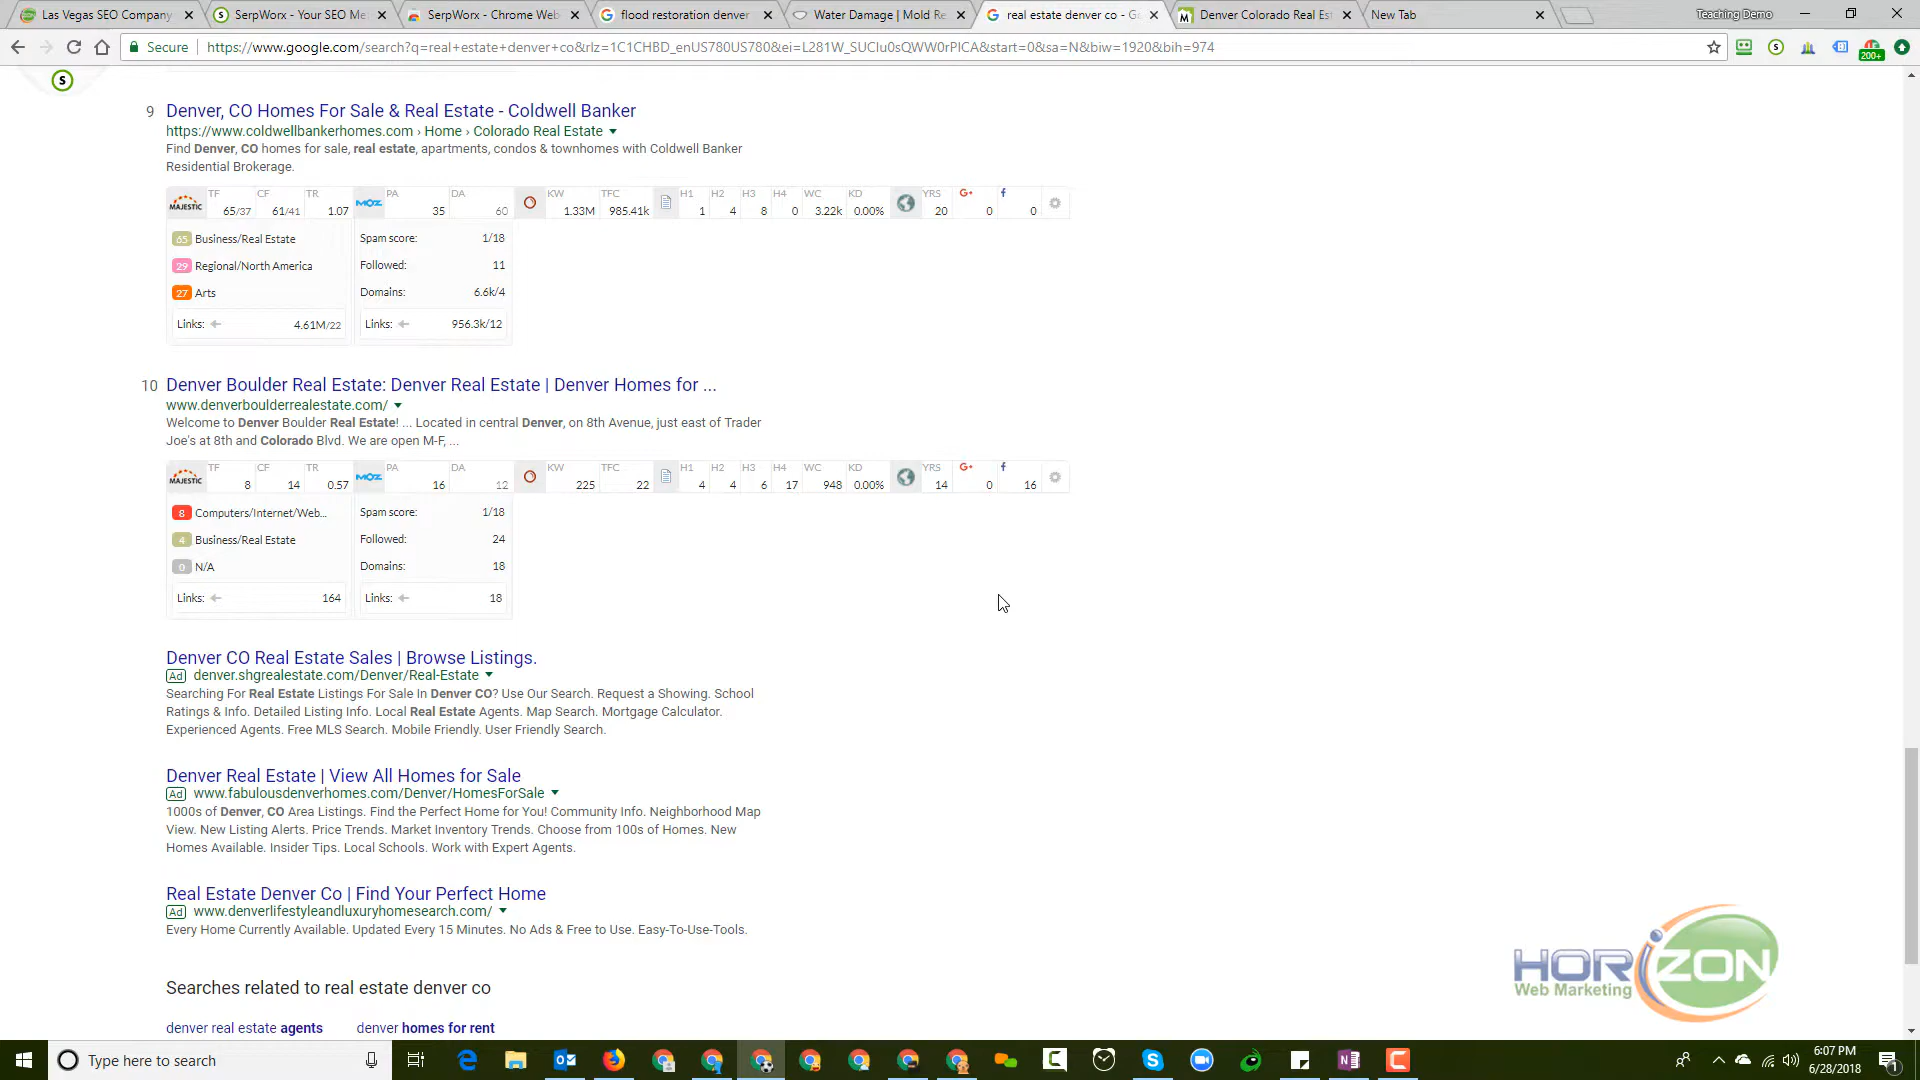 Las Vegas SEO Company
SerpWorx - Your SEO Me
SerpWorx - Chrome Web
flood restoration denver
Water Damage | Mold Re
real estate denver co - G
Denver Colorado Real Est
New Tab
Teaching Demo
Secure
https://www.google.com/search?q=real+estate+denver+co&rlz=1C1CHBD_enUS780US780&ei=L281W_SUClu0sQWW0rPICA&start=0&sa=N&biw=1920&bih=974
200+
9 Denver, CO Homes For Sale & Real Estate - Coldwell Banker
https://www.coldwellbankerhomes.com › Home › Colorado Real Estate
Find Denver, CO homes for sale, real estate, apartments, condos & townhomes with Coldwell Banker
Residential Brokerage.
MAJESTIC TF 65/37 CF 61/41 TR 1.07 MOZ PA 35 DA 60 KW 1.33M TFC 985.41k H1 1 H2 4 H3 8 H4 0 WC 3.22k KD 0.00% YRS 20 G+ 0 f 0
65 Business/Real Estate Spam score: 1/18
29 Regional/North America Followed: 11
27 Arts Domains: 6.6k/4
Links: 4.61M/22 Links: 956.3k/12
10 Denver Boulder Real Estate: Denver Real Estate | Denver Homes for ...
www.denverboulderrealestate.com/
Welcome to Denver Boulder Real Estate! ... Located in central Denver, on 8th Avenue, just east of Trader
Joe's at 8th and Colorado Blvd. We are open M-F, ...
MAJESTIC TF 8 CF 14 TR 0.57 MOZ PA 16 DA 12 KW 225 TFC 22 H1 4 H2 4 H3 6 H4 17 WC 948 KD 0.00% YRS 14 G+ 0 f 16
8 Computers/Internet/Web... Spam score: 1/18
4 Business/Real Estate Followed: 24
0 N/A Domains: 18
Links: 164 Links: 18
Denver CO Real Estate Sales | Browse Listings.
Ad denver.shgrealestate.com/Denver/Real-Estate
Searching For Real Estate Listings For Sale In Denver CO? Use Our Search. Request a Showing. School
Ratings & Info. Detailed Listing Info. Local Real Estate Agents. Map Search. Mortgage Calculator.
Experienced Agents. Free MLS Search. Mobile Friendly. User Friendly Search.
Denver Real Estate | View All Homes for Sale
Ad www.fabulousdenverhomes.com/Denver/HomesForSale
1000s of Denver, CO Area Listings. Find the Perfect Home for You! Community Info. Neighborhood Map
View. New Listing Alerts. Price Trends. Market Inventory Trends. Choose from 100s of Homes. New
Homes Available. Insider Tips. Local Schools. Work with Expert Agents.
Real Estate Denver Co | Find Your Perfect Home
Ad www.denverlifestyleandluxuryhomesearch.com/
Every Home Currently Available. Updated Every 15 Minutes. No Ads & Free to Use. Easy-To-Use-Tools.
HORIZON
Web Marketing
Searches related to real estate denver co
denver real estate agents denver homes for rent
Type here to search
6:07 PM
6/28/2018